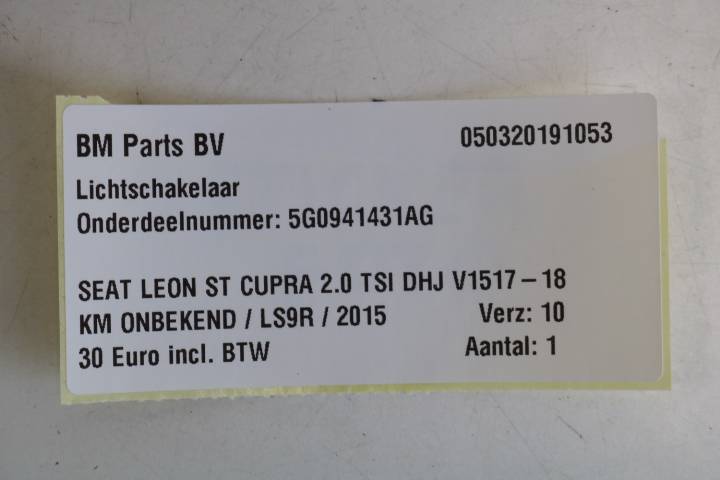 BM Parts BV 050320191053
Lichtschakelaar
Onderdeelnummer: 5G0941431AG
SEAT LEON ST CUPRA 2.0 TSI DHJ V1517-18
KM ONBEKEND / LS9R / 2015 Verz: 10
30 Euro incl. BTW Aantal: 1